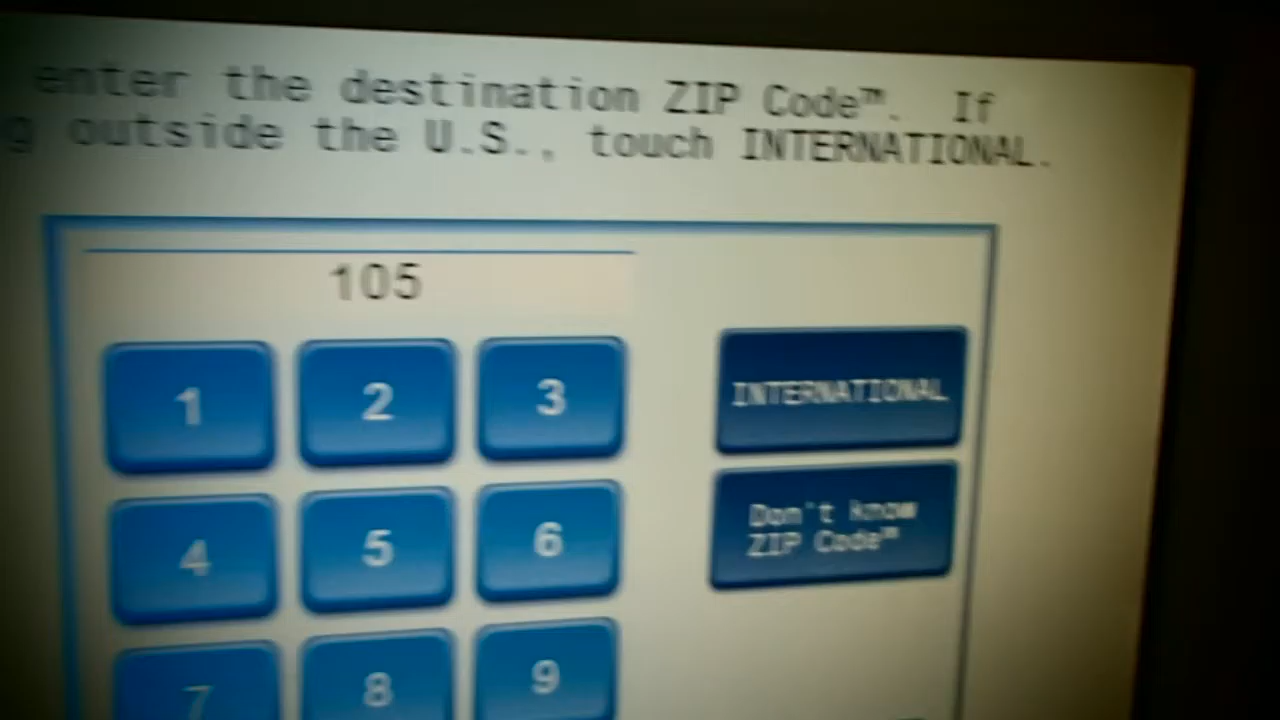 enter the destination ZIP Code™. If
g outside the U.S., touch INTERNATIONAL.
105
1 2 3
INTERNATIONAL
4 5 6
Don't know
ZIP Code™
7 8 9